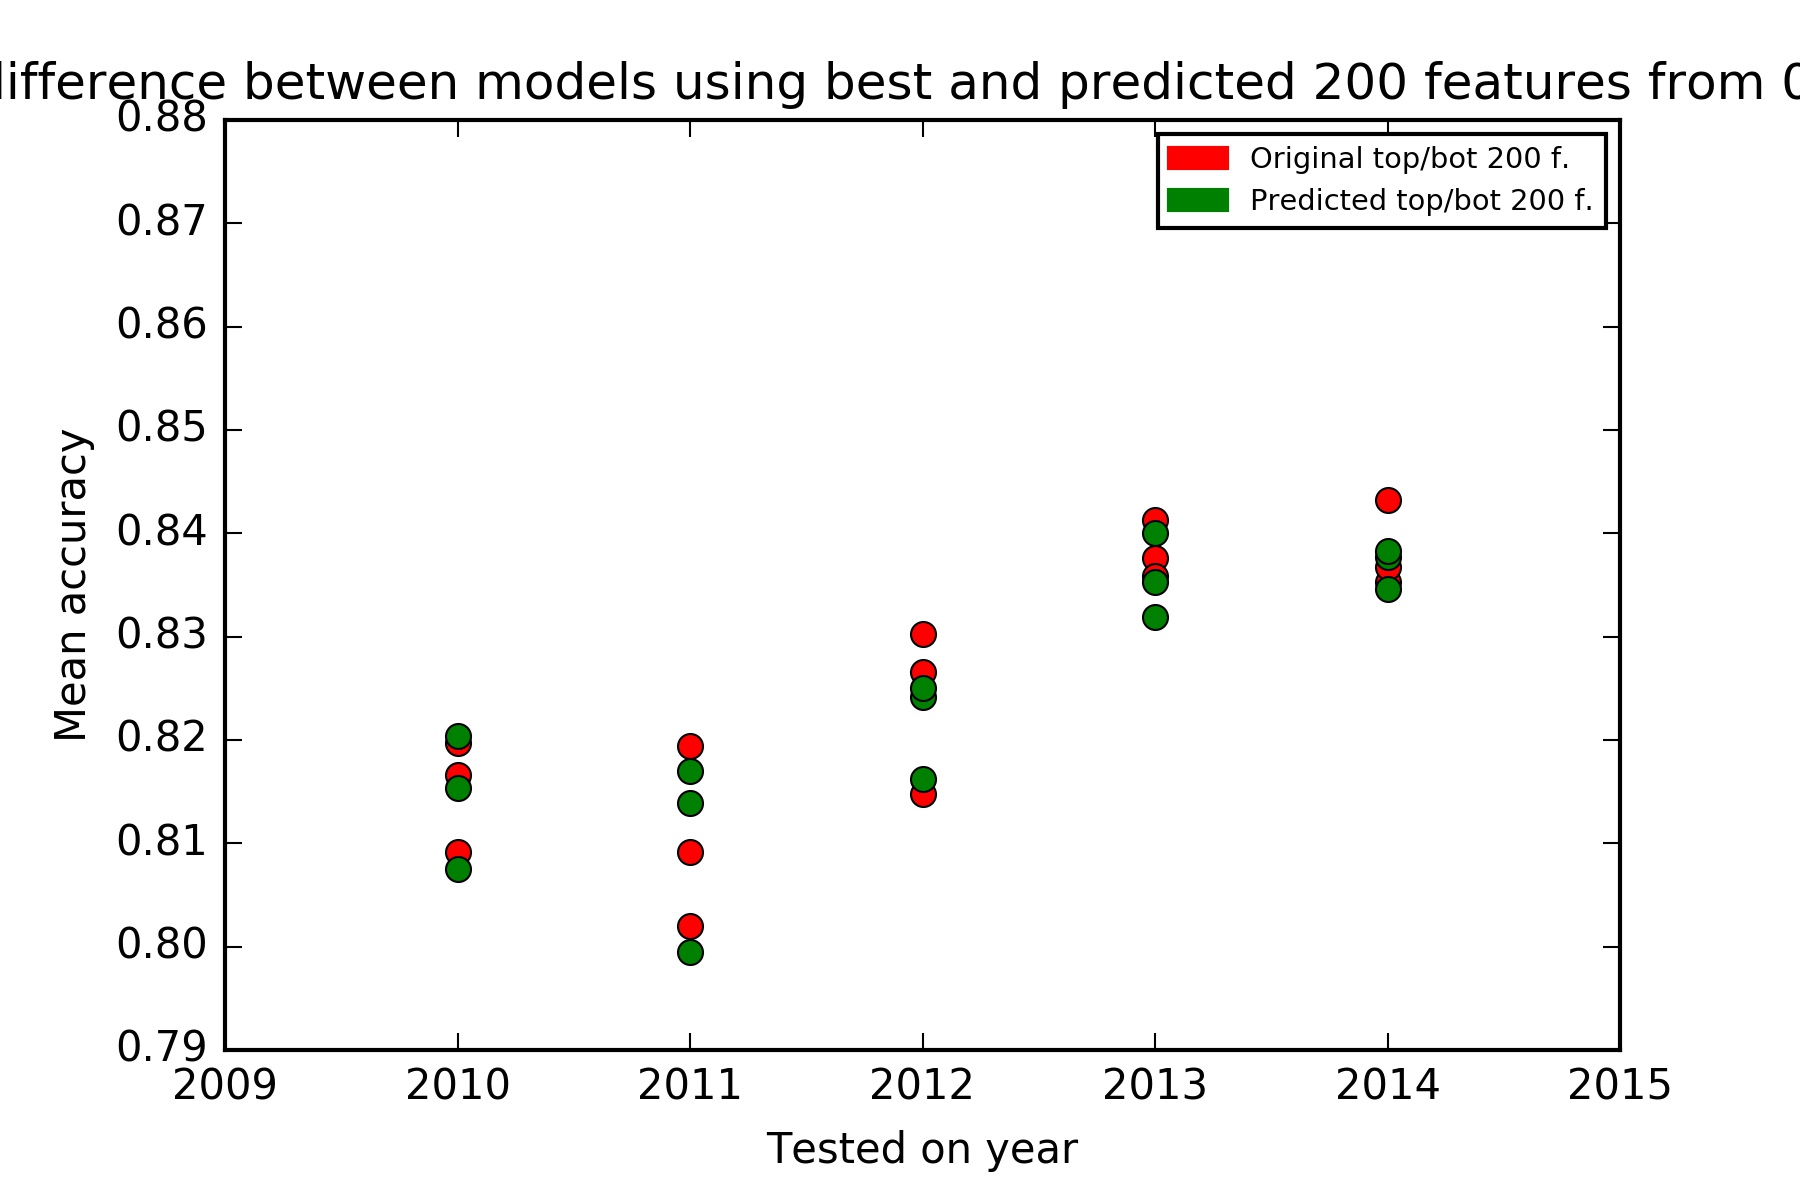 difference between models using best and predicted 200 features from 0
0.88
0.87
0.86
0.85
0.84
0.83
0.82
0.81
0.80
0.79
Mean accuracy
Original top/bot 200 f.
Predicted top/bot 200 f.
2009 2010 2011 2012 2013 2014 2015
Tested on year